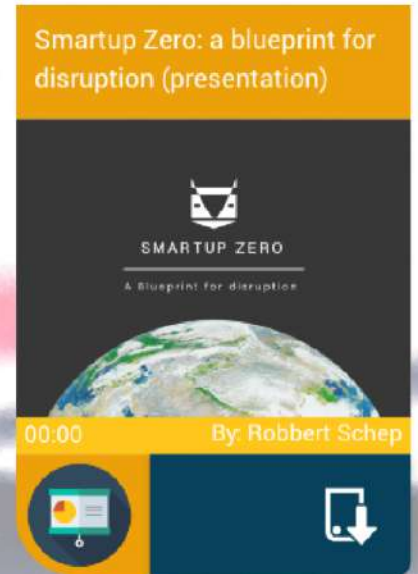 Smartup Zero: a blueprint for
disruption (presentation)
SMARTUP ZERO
A Blueprint for disruption
00:00
By: Robbert Schep